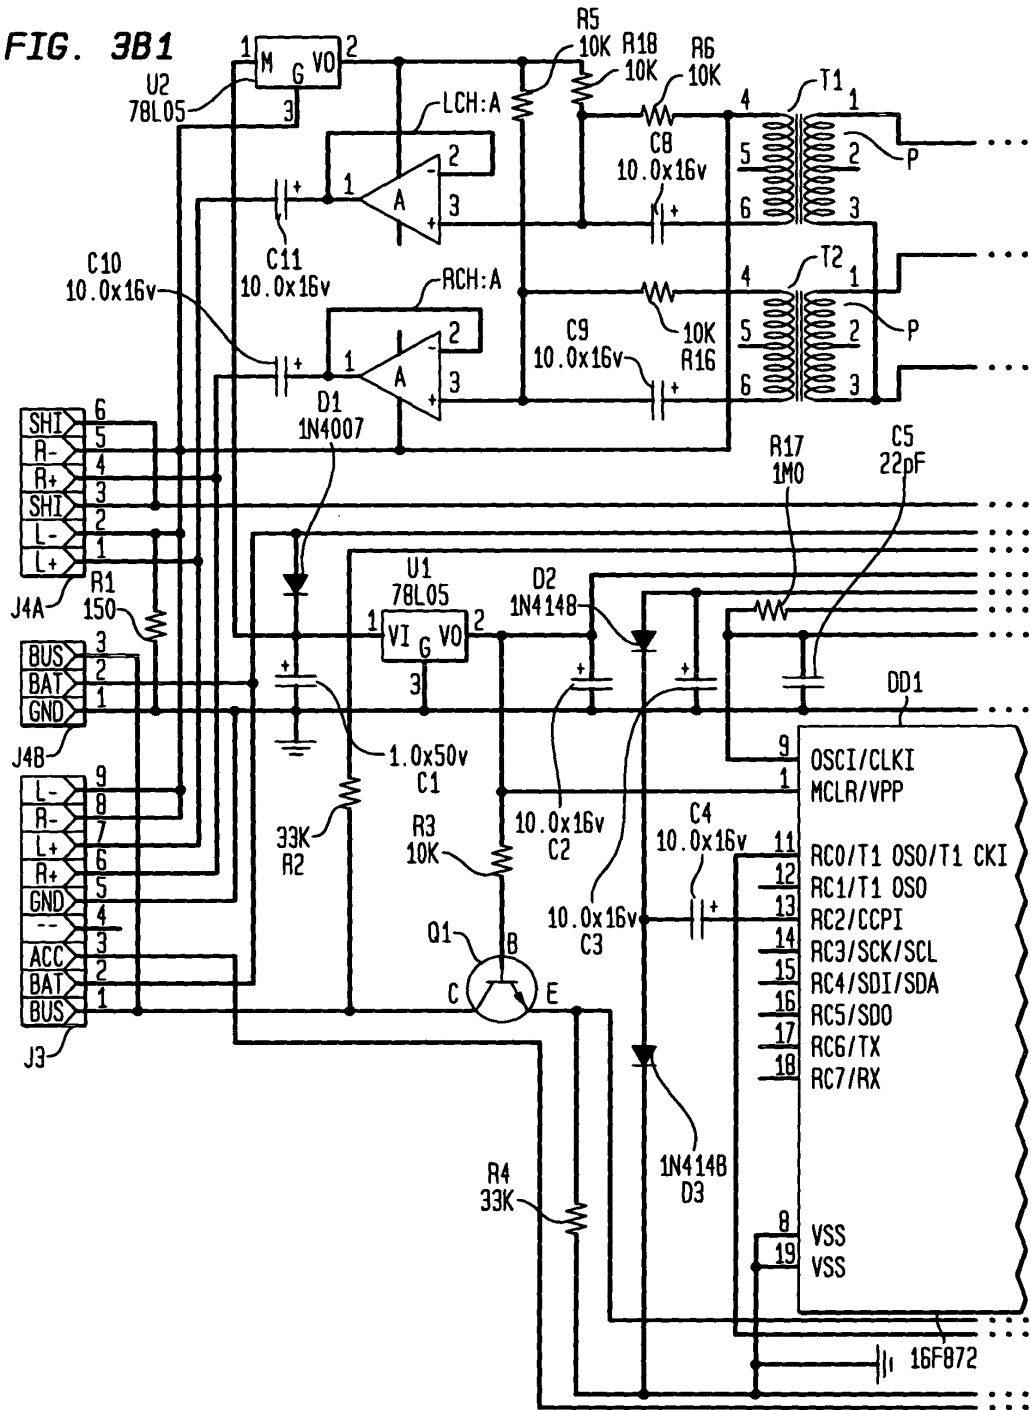 FIG. 3B1
1 M VO 2
G
3
U2
78L05
R5
10K
R18
10K
R6
10K
LCH:A
2
-
1
A
3
+
C8
10.0x16v
+
4
5
6
T1
1
2
3
P
C11
10.0x16v
+
C10
10.0x16v
+
RCH:A
2
-
1
A
3
+
10K
R16
C9
10.0x16v
+
4
5
6
T2
1
2
3
P
D1
1N4007
SHI 6
R- 5
R+ 4
SHI 3
L- 2
L+ 1
J4A
R1
150
R17
1M0
C5
22pF
U1
78L05
1 VI VO 2
G
3
D2
1N4148
BUS 3
BAT 2
GND 1
J4B
+
1.0x50v
C1
+
10.0x16v
C2
+
10.0x16v
C3
33K
R2
R3
10K
C4
10.0x16v
+
DD1
9 OSCI/CLKI
1 MCLR/VPP
11 RC0/T1 OSO/T1 CKI
12 RC1/T1 OSO
13 RC2/CCPI
14 RC3/SCK/SCL
15 RC4/SDI/SDA
16 RC5/SDO
17 RC6/TX
18 RC7/RX
8 VSS
19 VSS
16F872
L- 9
R- 8
L+ 7
R+ 6
GND 5
-- 4
ACC 3
BAT 2
BUS 1
J3
Q1
B
C
E
1N414B
D3
R4
33K